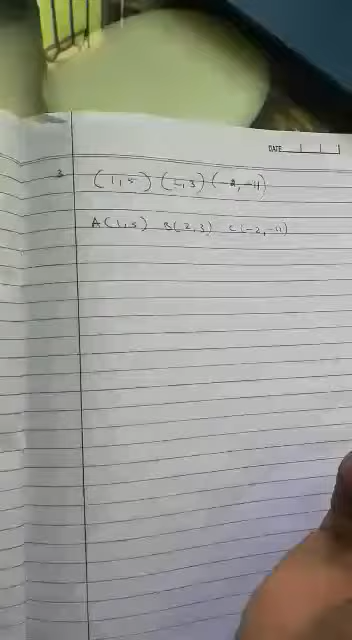 DATE
3 (1,5) (2,3) (-2,-11)
A(1,5) B(2,3) C(-2,-11)